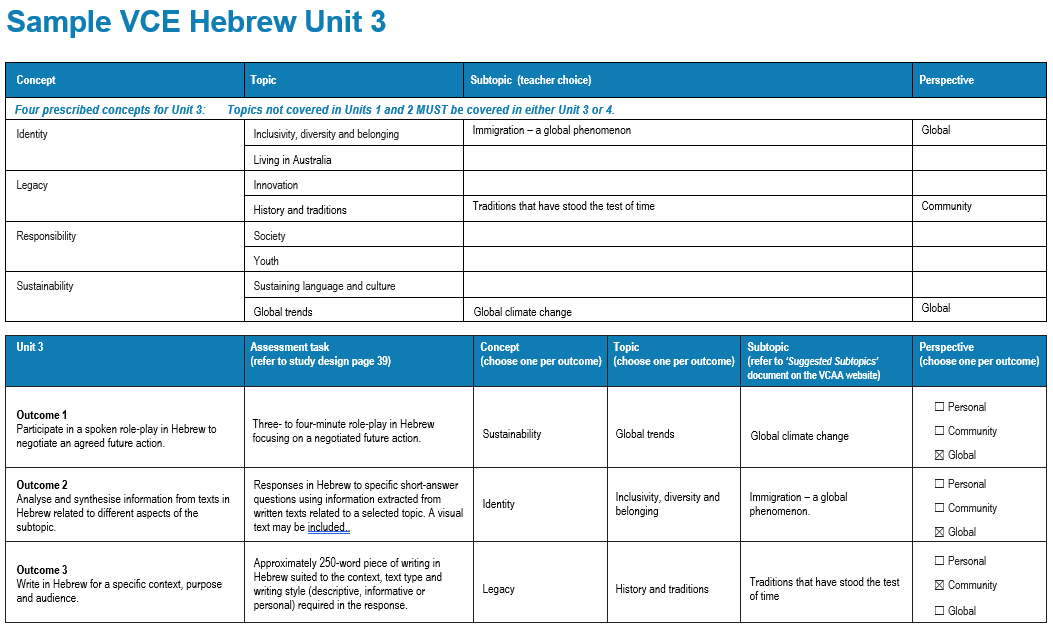 Sample VCE Hebrew Unit 3
Concept
Topic
Subtopic (teacher choice)
Perspective
Four prescribed concepts for Unit 3: Topics not covered in Units 1 and 2 MUST be covered in either Unit 3 or 4.
Identity
Inclusivity, diversity and belonging
Immigration – a global phenomenon
Global
Living in Australia
Legacy
Innovation
History and traditions
Traditions that have stood the test of time
Community
Responsibility
Society
Youth
Sustainability
Sustaining language and culture
Global trends
Global climate change
Global
Unit 3
Assessment task
(refer to study design page 39)
Concept
(choose one per outcome)
Topic
(choose one per outcome)
Subtopic
(refer to ‘Suggested Subtopics’
document on the VCAA website)
Perspective
(choose one per outcome)
Outcome 1
Participate in a spoken role-play in Hebrew to
negotiate an agreed future action.
Three- to four-minute role-play in Hebrew
focusing on a negotiated future action.
Sustainability
Global trends
Global climate change
☐ Personal
☐ Community
☒ Global
Outcome 2
Analyse and synthesise information from texts in
Hebrew related to different aspects of the
subtopic.
Responses in Hebrew to specific short-answer
questions using information extracted from
written texts related to a selected topic. A visual
text may be included..
Identity
Inclusivity, diversity and
belonging
Immigration – a global
phenomenon.
☐ Personal
☐ Community
☒ Global
Outcome 3
Write in Hebrew for a specific context, purpose
and audience.
Approximately 250-word piece of writing in
Hebrew suited to the context, text type and
writing style (descriptive, informative or
personal) required in the response.
Legacy
History and traditions
Traditions that have stood the test
of time
☐ Personal
☒ Community
☐ Global